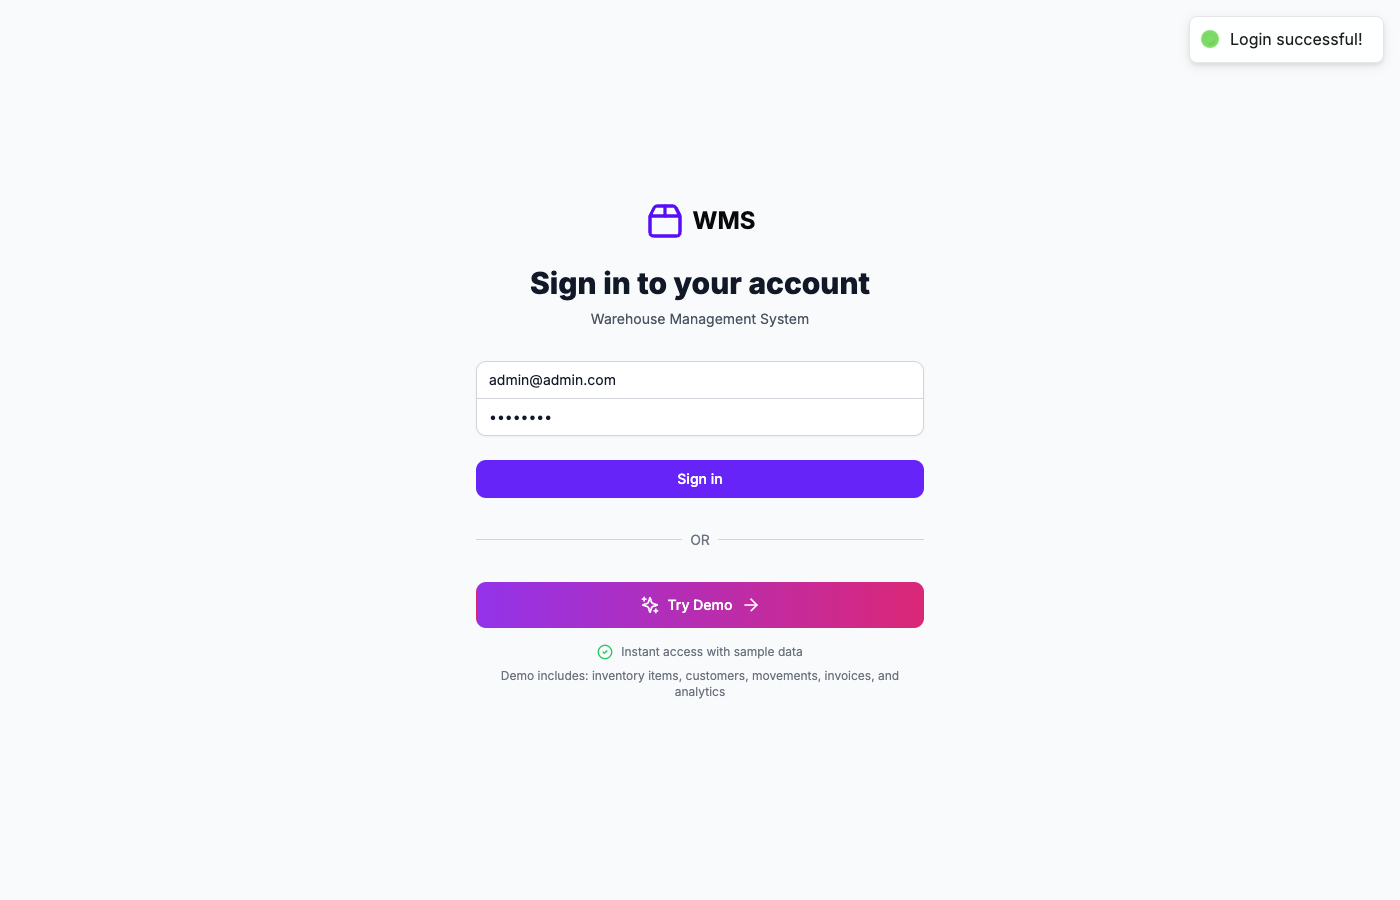 Login successful!
WMS
Sign in to your account
Warehouse Management System
admin@admin.com
••••••••
Sign in
OR
Try Demo
Instant access with sample data
Demo includes: inventory items, customers, movements, invoices, and
analytics